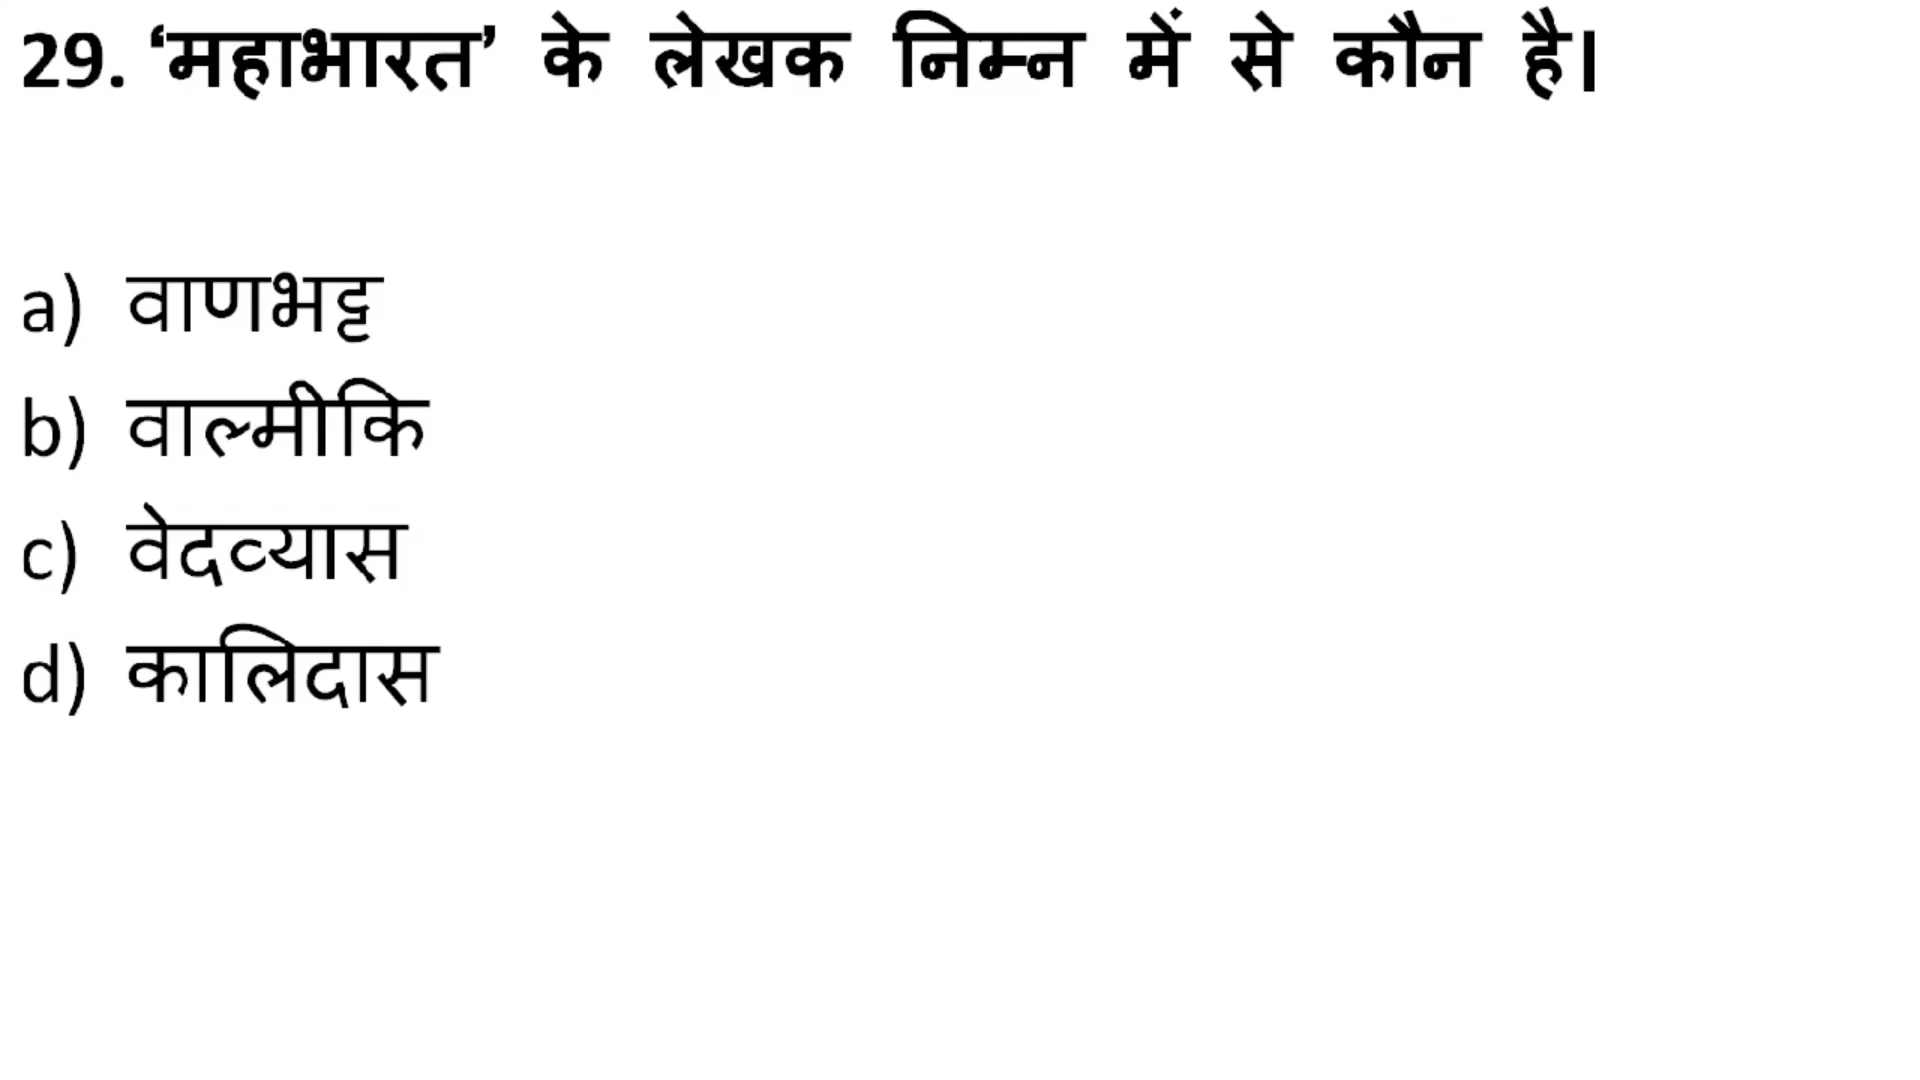 29. ‘महाभारत’ के लेखक निम्न में से कौन है।
a) वाणभट्ट
b) वाल्मीकि
c) वेदव्यास
d) कालिदास